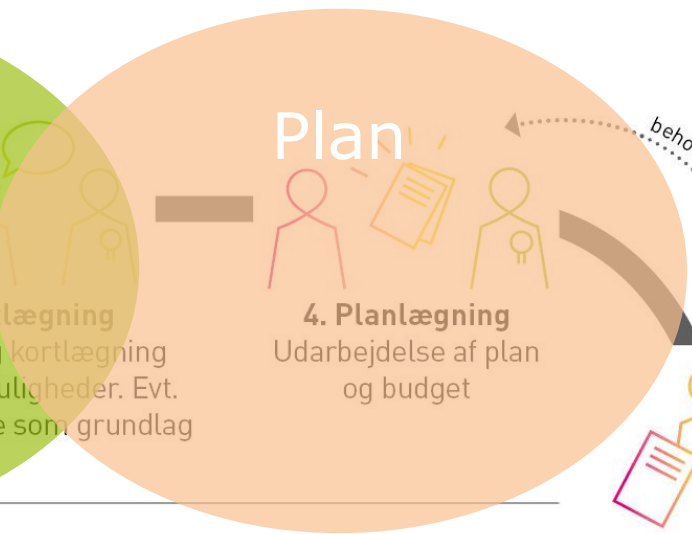 Plan
lægning
kortlægning
uligheder. Evt.
som grundlag
4. Planlægning
Udarbejdelse af plan
og budget
beho